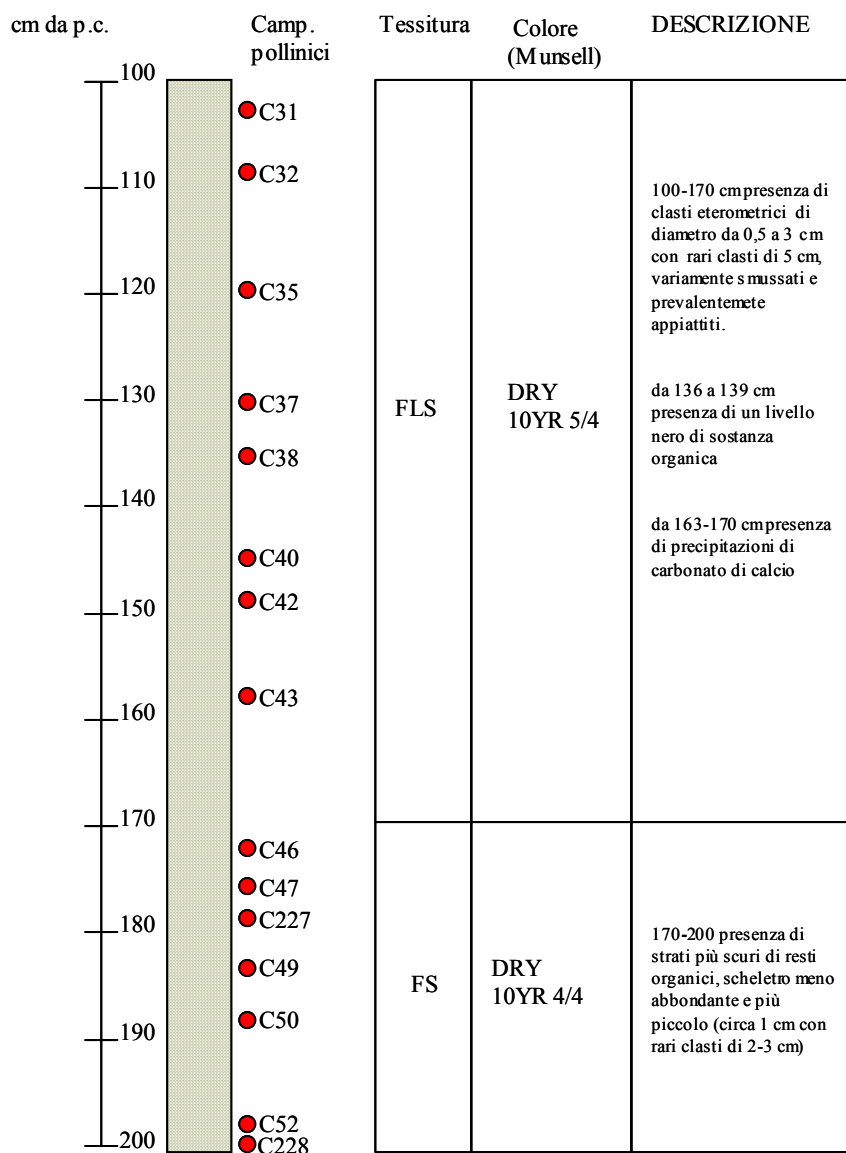 cm da p.c.
Camp.
pollinici
Tessitura
Colore
(Munsell)
DESCRIZIONE
100
C31
C32
110
C35
120
130
C37
C38
140
C40
C42
150
C43
160
170
C46
C47
C227
180
C49
C50
190
C52
200
C228
FLS
DRY
10YR 5/4
100-170 cm presenza di
clasti eterometrici di
diametro da 0,5 a 3 cm
con rari clasti di 5 cm,
variamente smussati e
prevalentemete
appiattiti.
da 136 a 139 cm
presenza di un livello
nero di sostanza
organica
da 163-170 cm presenza
di precipitazioni di
carbonato di calcio
FS
DRY
10YR 4/4
170-200 presenza di
strati più scuri di resti
organici, scheletro meno
abbondante e più
piccolo (circa 1 cm con
rari clasti di 2-3 cm)